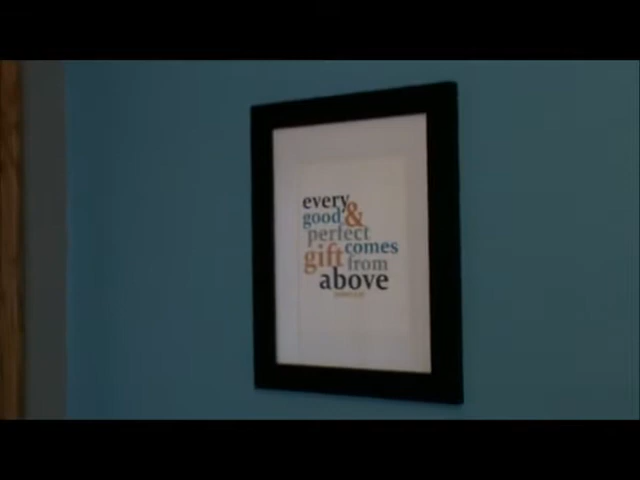 every
good &
perfect
gift comes
from
above